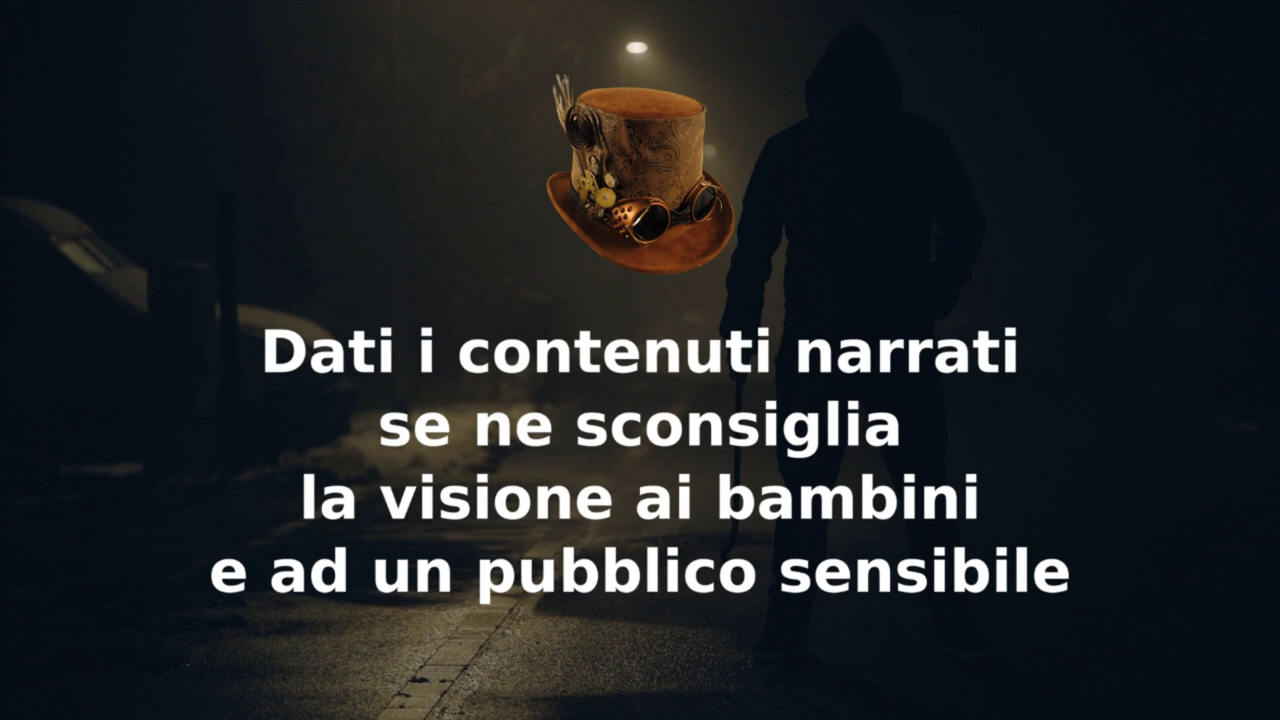 Dati i contenuti narrati
se ne sconsiglia
la visione ai bambini
e ad un pubblico sensibile